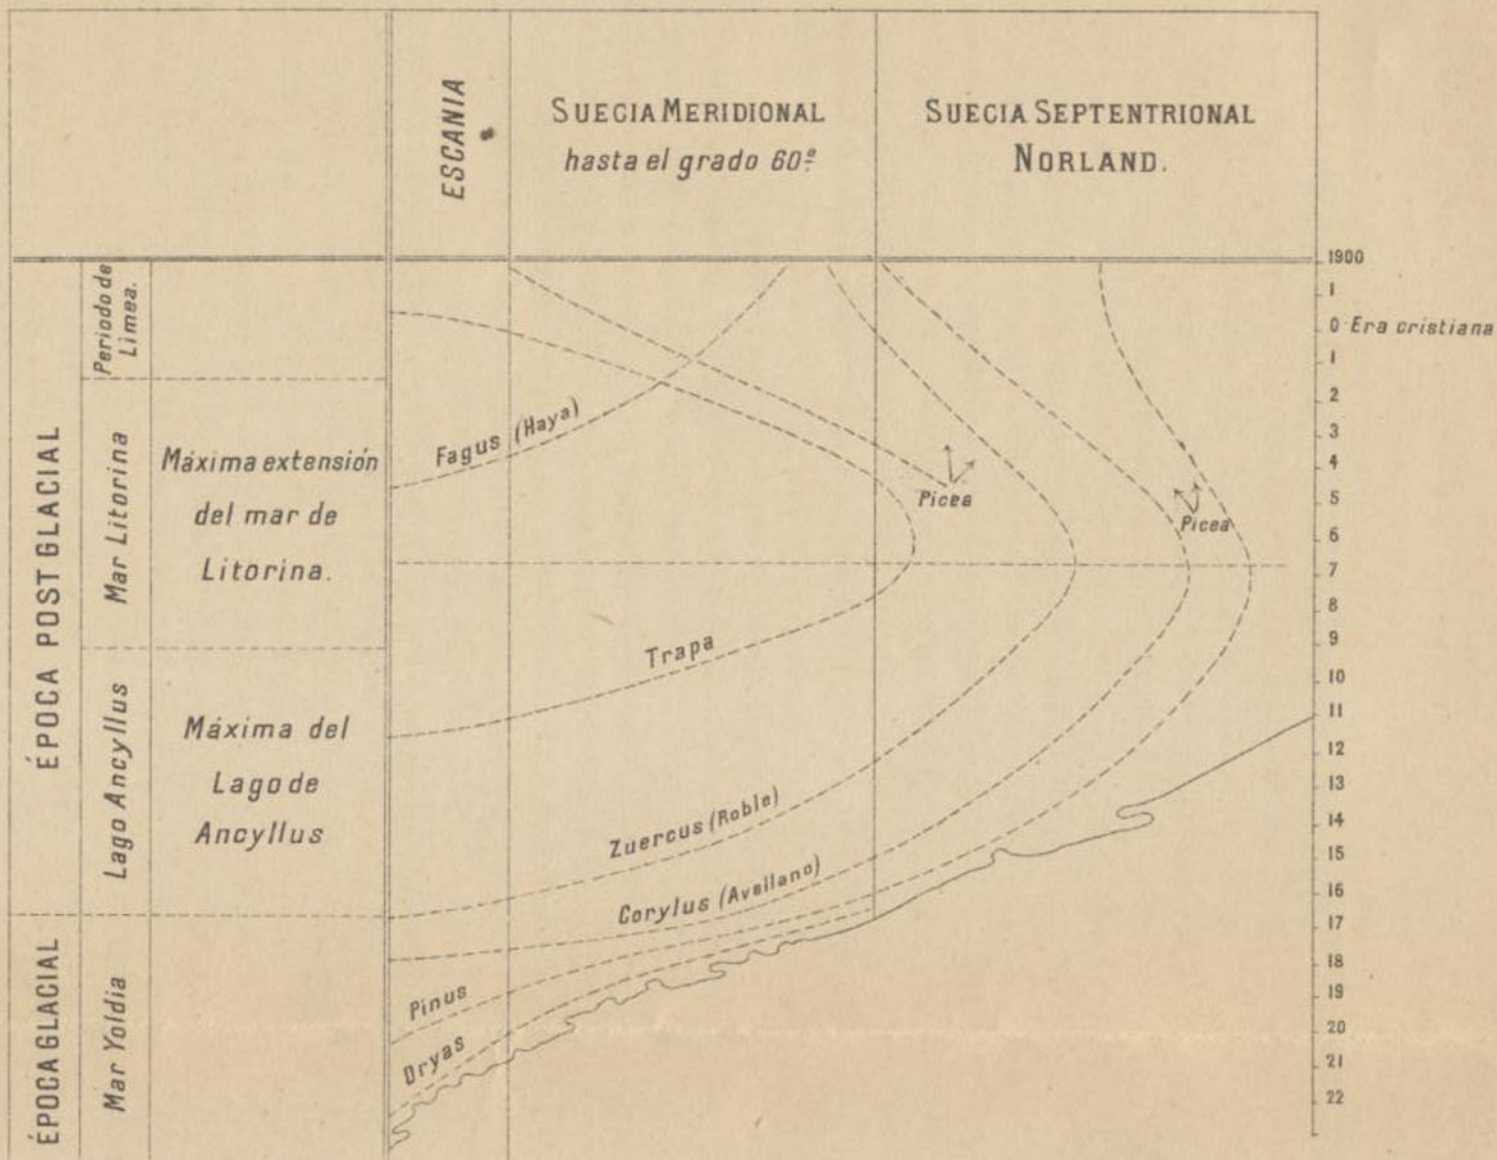 ESCANIA
SUECIA MERIDIONAL
hasta el grado 60º
SUECIA SEPTENTRIONAL
NORLAND.
ÉPOCA POSTGLACIAL
ÉPOCA GLACIAL
Periodo de
Limea.
Mar Litorina
Lago Ancyllus
Mar Yoldia
Máxima extensión
del mar de
Litorina.
Máxima del
Lago de
Ancyllus
Fagus (Haya)
Picea
Picea
Trapa
Zuercus (Roble)
Corylus (Avellano)
Pinus
Dryas
1900
1
0 Era cristiana
1
2
3
4
5
6
7
8
9
10
11
12
13
14
15
16
17
18
19
20
21
22